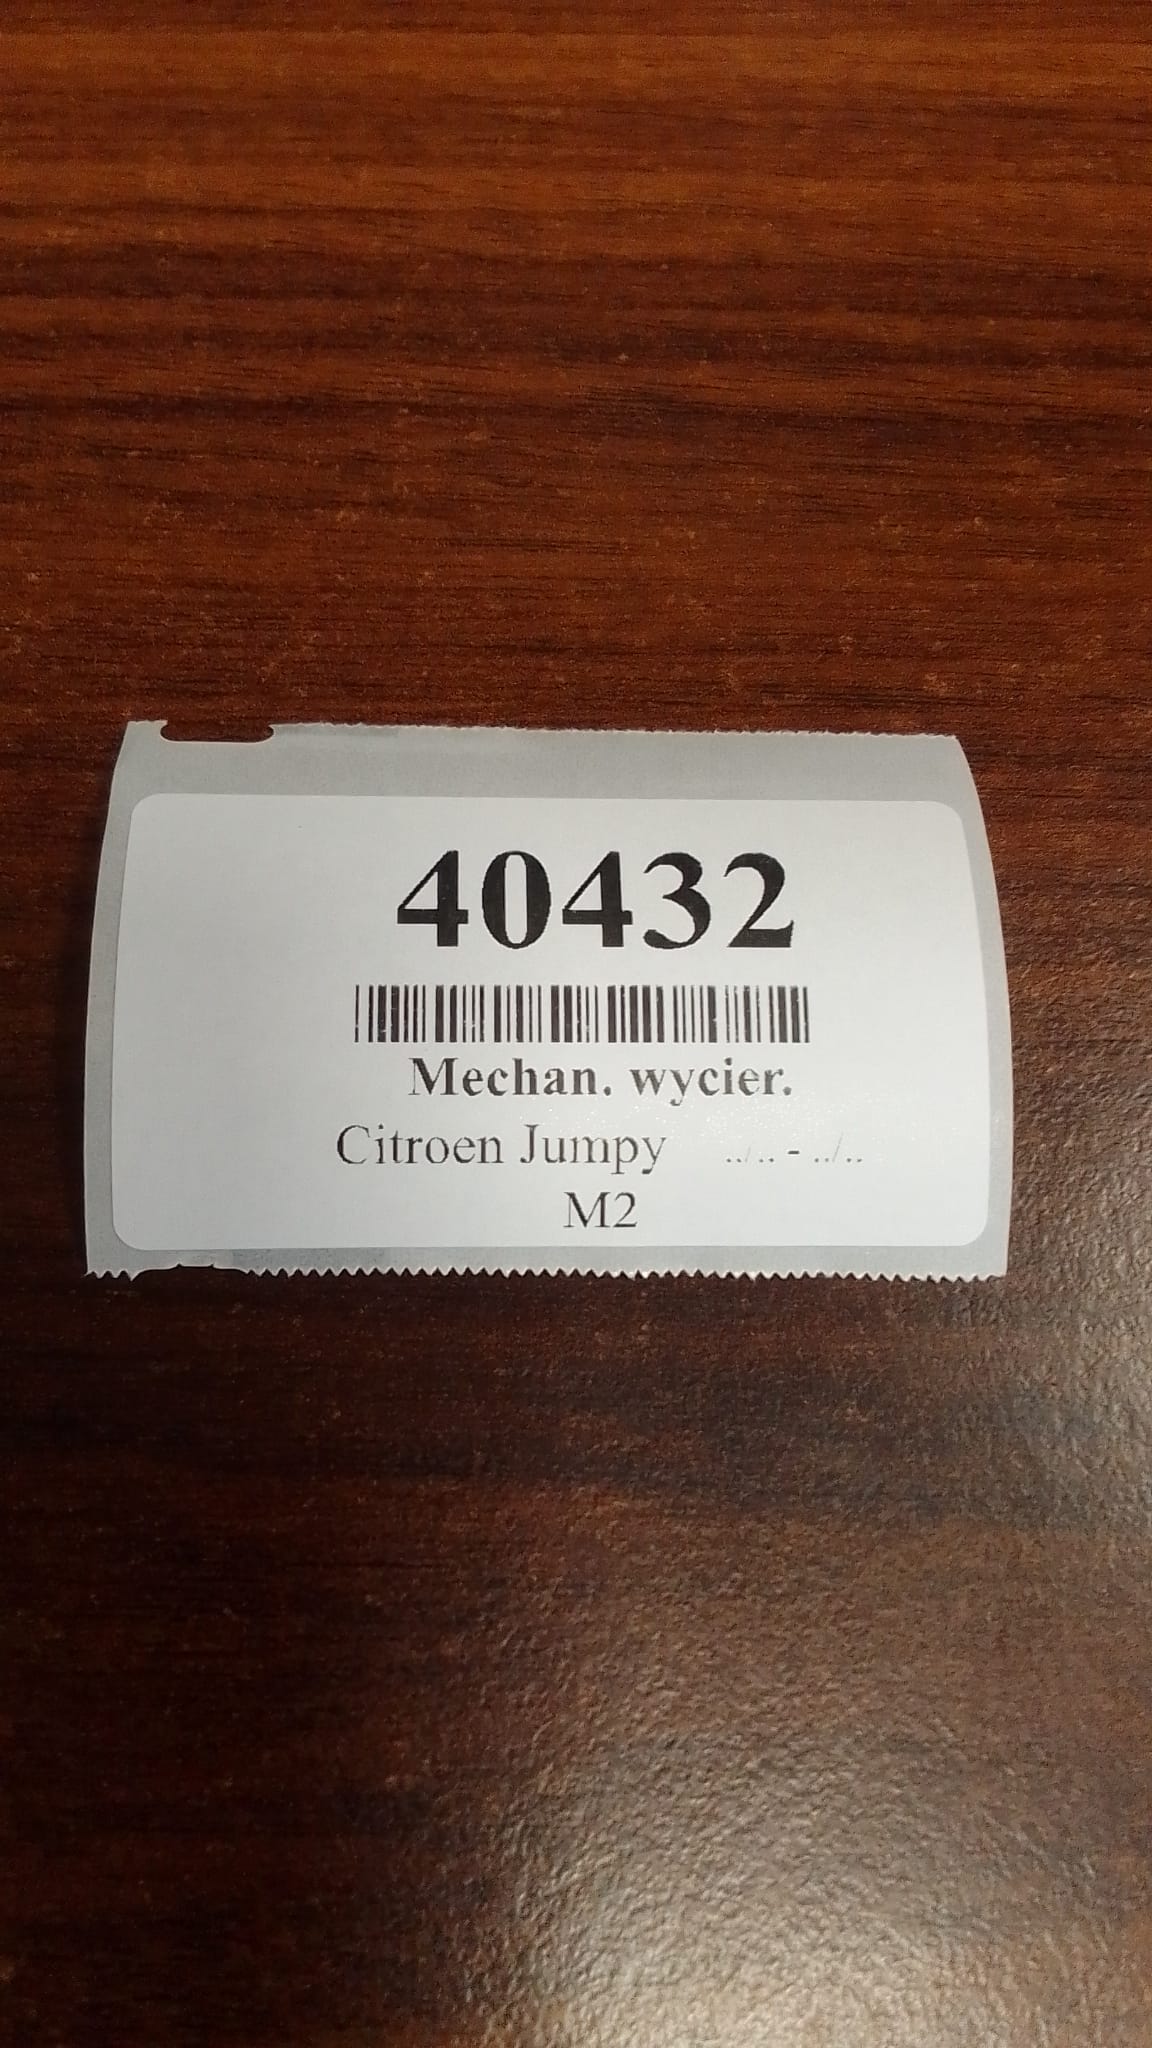 40432
Mechan. wycier.
Citroen Jumpy ../.. - ../..
M2